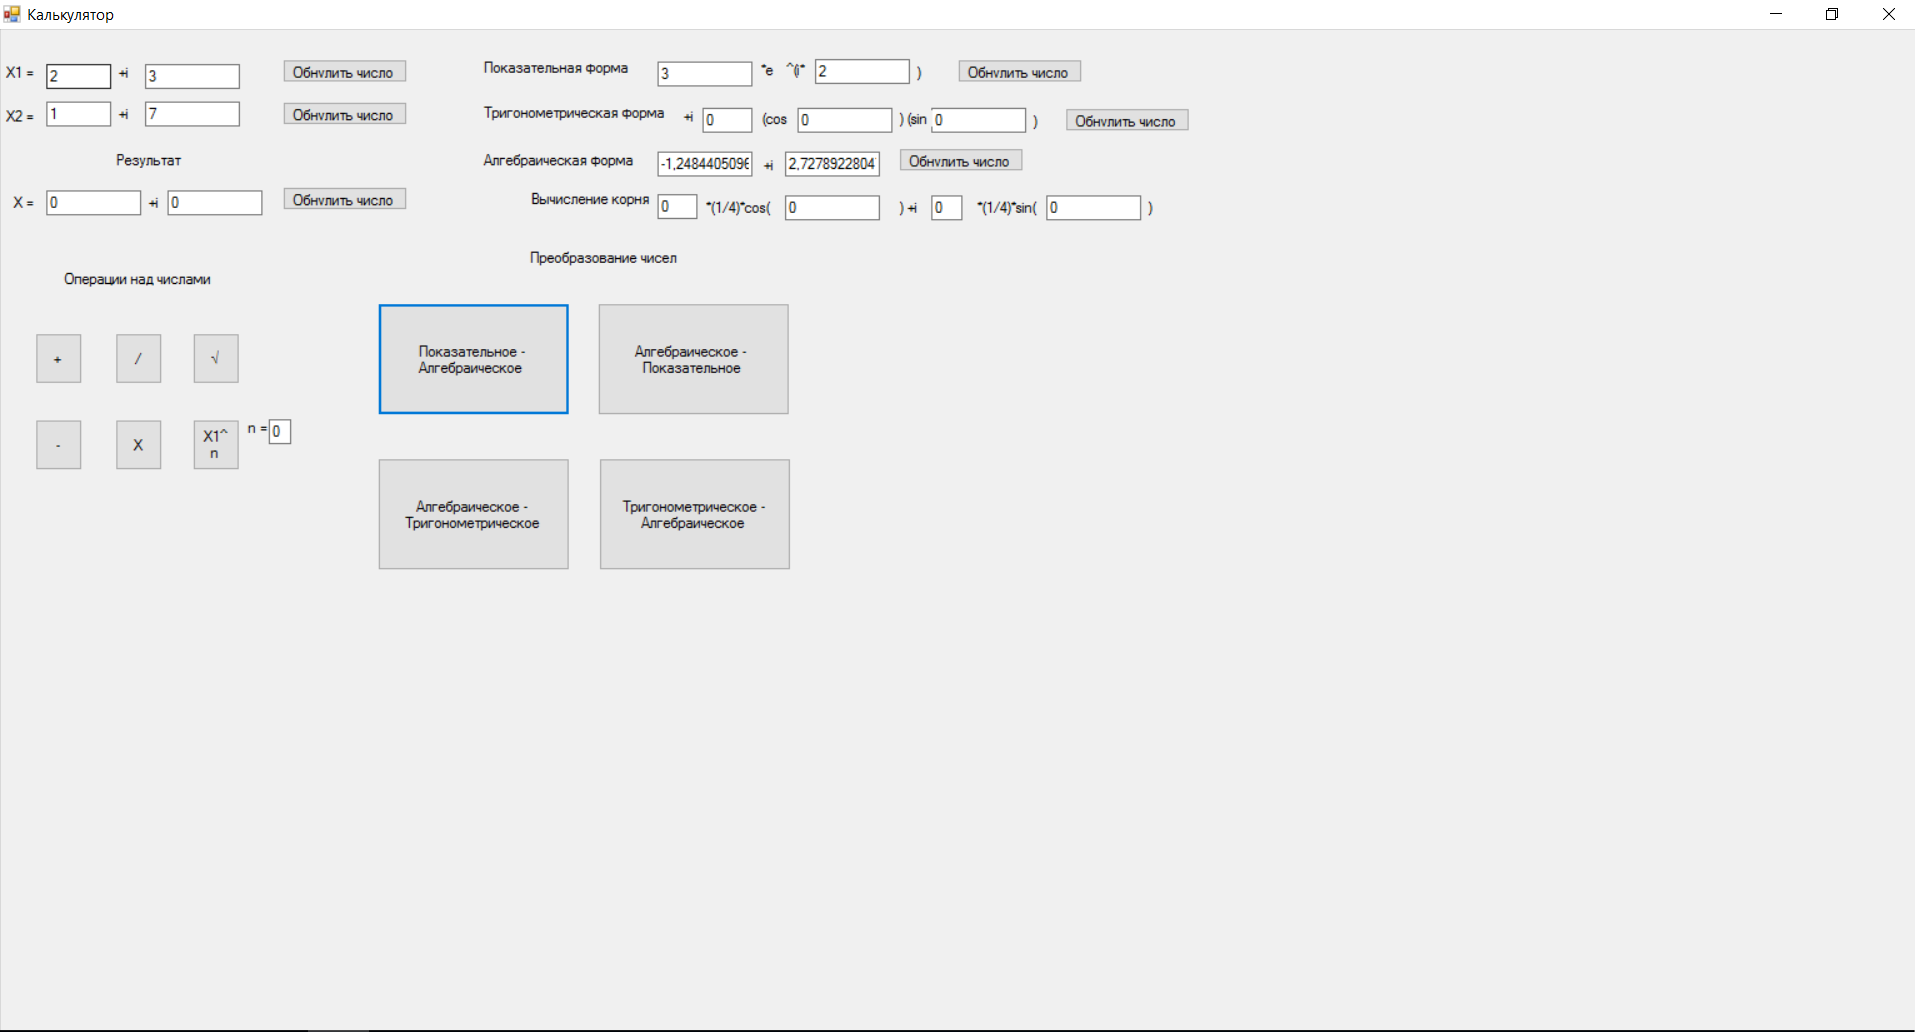 Калькулятор
X1 = 2 +i 3 Обнулить число
X2 = 1 +i 7 Обнулить число
Результат
X = 0 +i 0 Обнулить число
Показательная форма 3 *e ^(i* 2 ) Обнулить число
Тригонометрическая форма +i 0 (cos 0 ) (sin 0 ) Обнулить число
Алгебраическая форма -1,2484405096 +i 2,7278922804 Обнулить число
Вычисление корня 0 *(1/4)*cos( 0 ) +i 0 *(1/4)*sin( 0 )
Преобразование чисел
Операции над числами
+ / √
- X X1^
n
n = 0
Показательное -
Алгебраическое
Алгебраическое -
Показательное
Алгебраическое -
Тригонометрическое
Тригонометрическое -
Алгебраическое